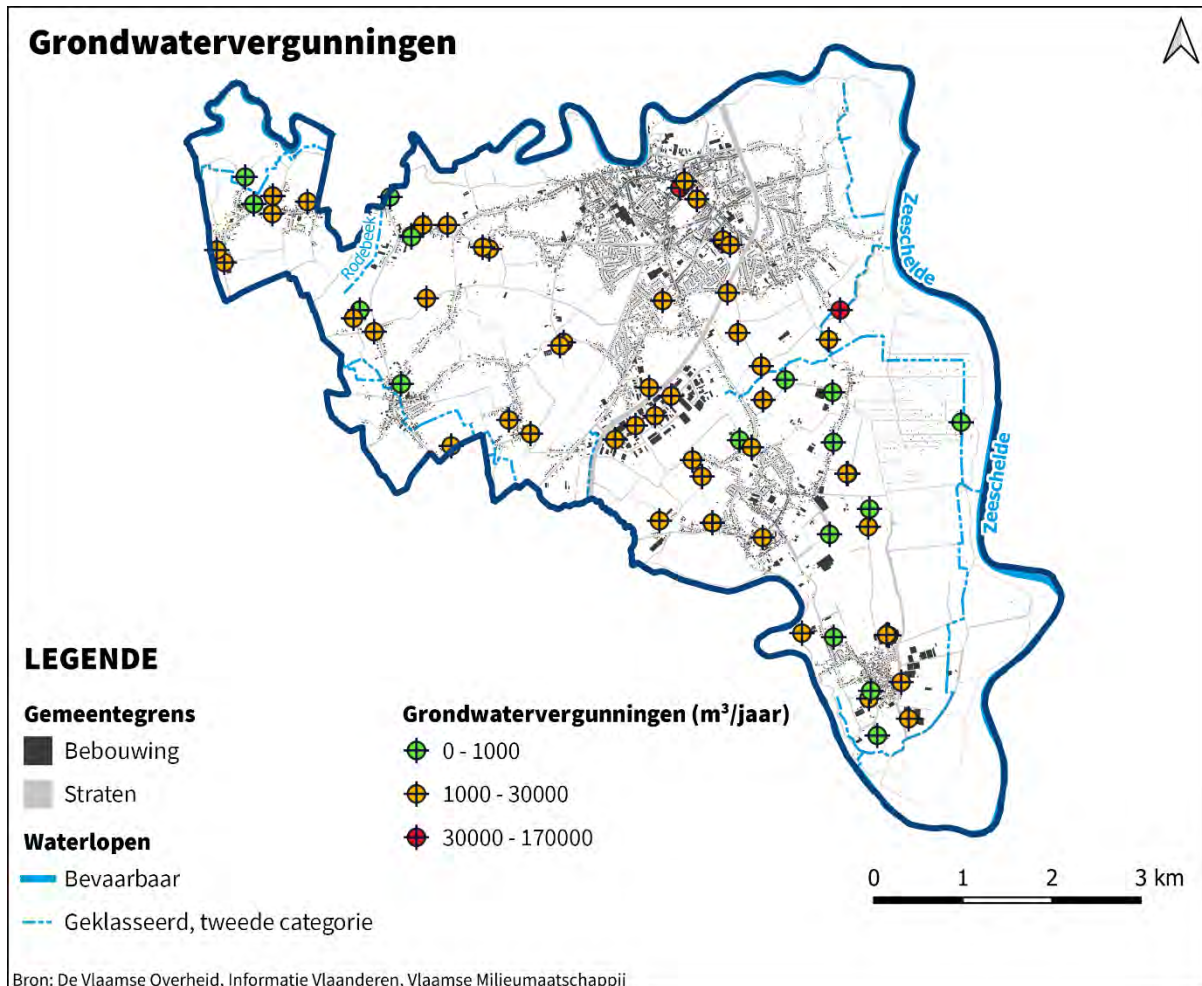 Grondwatervergunningen
Zeeschelde
Rodebeek
Zeeschelde
LEGENDE
Gemeentegrens
Bebouwing
Straten
Waterlopen
Bevaarbaar
Geklasseerd, tweede categorie
Grondwatervergunningen (m³/jaar)
0 - 1000
1000 - 30000
30000 - 170000
0 1 2 3 km
Bron: De Vlaamse Overheid, Informatie Vlaanderen, Vlaamse Milieumaatschappij